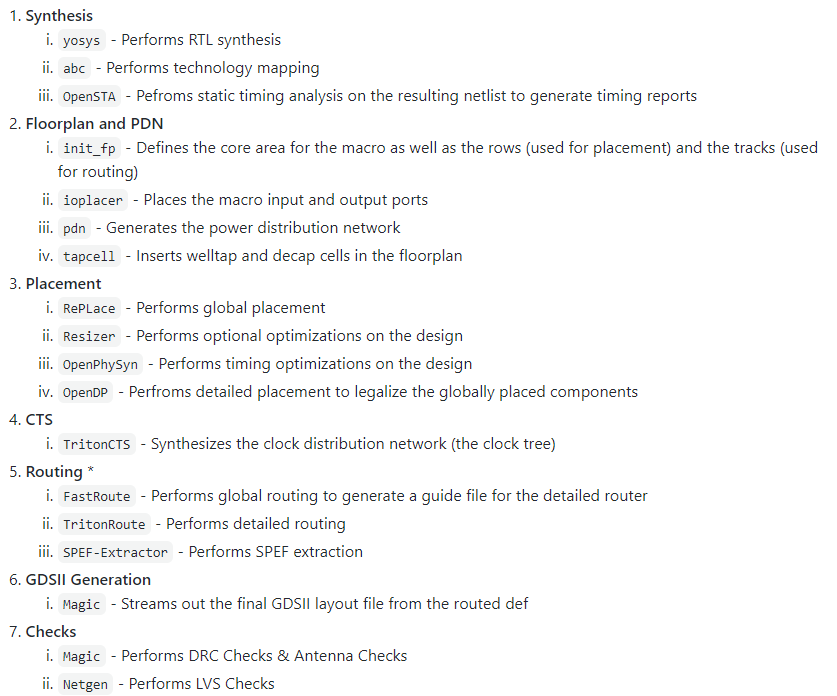 1. Synthesis
i. yosys - Performs RTL synthesis
ii. abc - Performs technology mapping
iii. OpenSTA - Pefroms static timing analysis on the resulting netlist to generate timing reports
2. Floorplan and PDN
i. init_fp - Defines the core area for the macro as well as the rows (used for placement) and the tracks (used
for routing)
ii. ioplacer - Places the macro input and output ports
iii. pdn - Generates the power distribution network
iv. tapcell - Inserts welltap and decap cells in the floorplan
3. Placement
i. RePLace - Performs global placement
ii. Resizer - Performs optional optimizations on the design
iii. OpenPhySyn - Performs timing optimizations on the design
iv. OpenDP - Perfroms detailed placement to legalize the globally placed components
4. CTS
i. TritonCTS - Synthesizes the clock distribution network (the clock tree)
5. Routing *
i. FastRoute - Performs global routing to generate a guide file for the detailed router
ii. TritonRoute - Performs detailed routing
iii. SPEF-Extractor - Performs SPEF extraction
6. GDSII Generation
i. Magic - Streams out the final GDSII layout file from the routed def
7. Checks
i. Magic - Performs DRC Checks & Antenna Checks
ii. Netgen - Performs LVS Checks